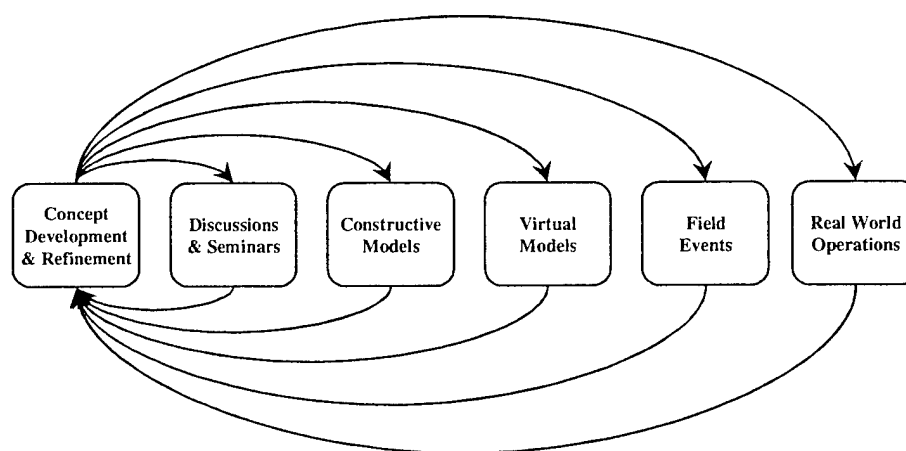 Concept
Development
& Refinement
Discussions
& Seminars
Constructive
Models
Virtual
Models
Field
Events
Real World
Operations